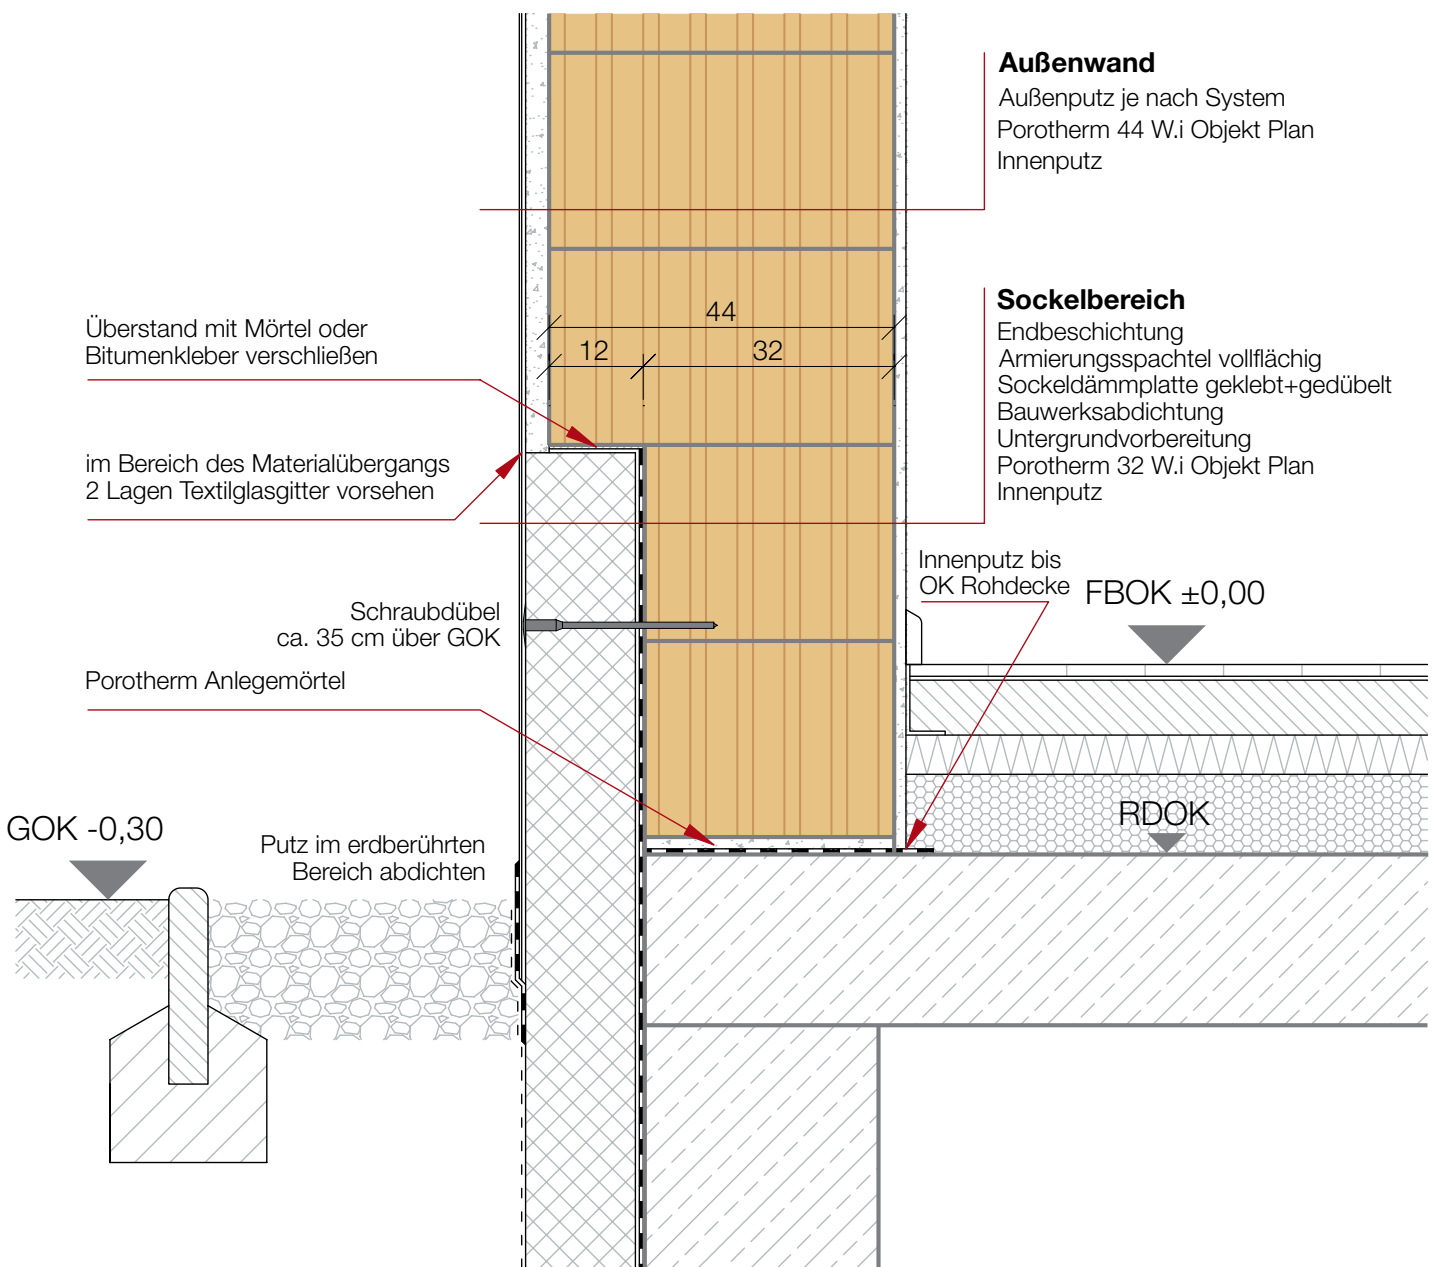 Außenwand
Außenputz je nach System
Porotherm 44 W.i Objekt Plan
Innenputz
Sockelbereich
Endbeschichtung
Armierungsspachtel vollflächig
Sockeldämmplatte geklebt+gedübelt
Bauwerksabdichtung
Untergrundvorbereitung
Porotherm 32 W.i Objekt Plan
Innenputz
44
12
32
Überstand mit Mörtel oder
Bitumenkleber verschließen
im Bereich des Materialübergangs
2 Lagen Textilglasgitter vorsehen
Innenputz bis
OK Rohdecke
FBOK ±0,00
Schraubdübel
ca. 35 cm über GOK
Porotherm Anlegemörtel
RDOK
GOK -0,30
Putz im erdberührten
Bereich abdichten